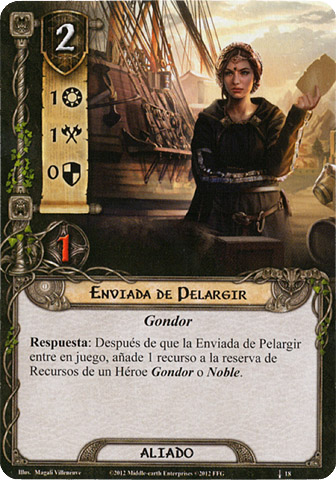 2
1
1
0
1
Enviada de Pelargir
Gondor
Respuesta: Después de que la Enviada de Pelargir
entre en juego, añade 1 recurso a la reserva de
Recursos de un Héroe Gondor o Noble.
ALIADO
Illus. Magali Villeneuve ©2012 Middle-earth Enterprises ©2012 FFG 18